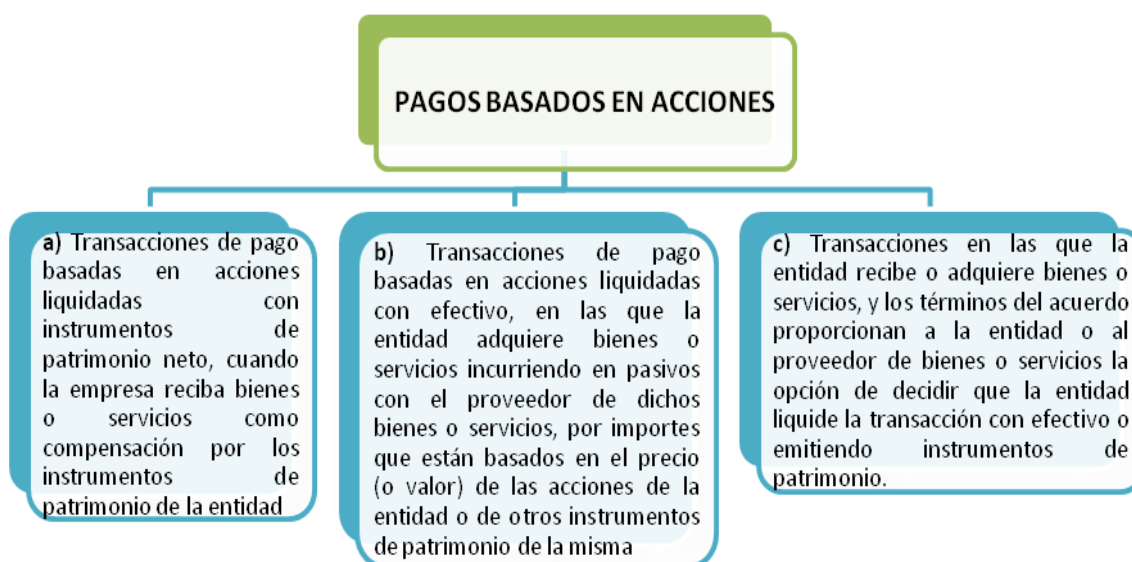 PAGOS BASADOS EN ACCIONES
a) Transacciones de pago
basadas en acciones
liquidadas con
instrumentos de
patrimonio neto, cuando
la empresa reciba bienes
o servicios como
compensación por los
instrumentos de
patrimonio de la entidad
b) Transacciones de pago
basadas en acciones liquidadas
con efectivo, en las que la
entidad adquiere bienes o
servicios incurriendo en pasivos
con el proveedor de dichos
bienes o servicios, por importes
que están basados en el precio
(o valor) de las acciones de la
entidad o de otros instrumentos
de patrimonio de la misma
c) Transacciones en las que la
entidad recibe o adquiere bienes o
servicios, y los términos del acuerdo
proporcionan a la entidad o al
proveedor de bienes o servicios la
opción de decidir que la entidad
liquide la transacción con efectivo o
emitiendo instrumentos de
patrimonio.